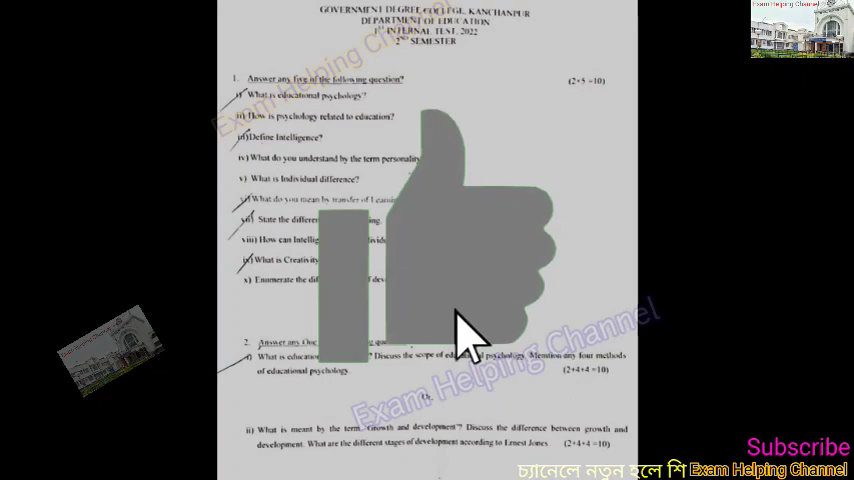 GOVERNMENT DEGREE COLLEGE, KANCHANPUR
DEPARTMENT OF EDUCATION
1ST INTERNAL TEST, 2022
2ND SEMESTER
1. Answer any five of the following question? (2×5 =10)
i) What is educational psychology?
ii) How is psychology related to education?
iii) Define Intelligence?
iv) What do you understand by the term personality
v) What is Individual difference?
vi) What do you mean by transfer of Learni
vii) State the differen
viii) How can Intellig
ix) What is Creativity
x) Enumerate the dif
2. Answer any One
i) What is education ? Discuss the scope of educational psychology. Mention any four methods
of educational psychology. (2+4+4 =10)
Or,
ii) What is meant by the term 'Growth and development'? Discuss the difference between growth and
development. What are the different stages of development according to Ernest Jones. (2+4+4 =10)
Exam Helping Channel
Exam Helping Channel
Exam Helping Channel
Subscribe
চ্যানেলে নতুন হলে শি
Exam Helping Channel